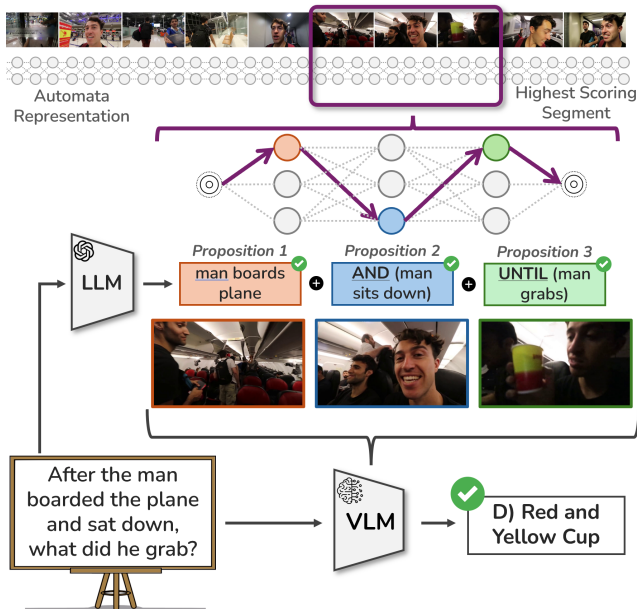 Automata
Representation
Highest Scoring
Segment
Proposition 1
Proposition 2
Proposition 3
man boards
plane
AND (man
sits down)
UNTIL (man
grabs)
LLM
After the man
boarded the plane
and sat down,
what did he grab?
VLM
D) Red and
Yellow Cup